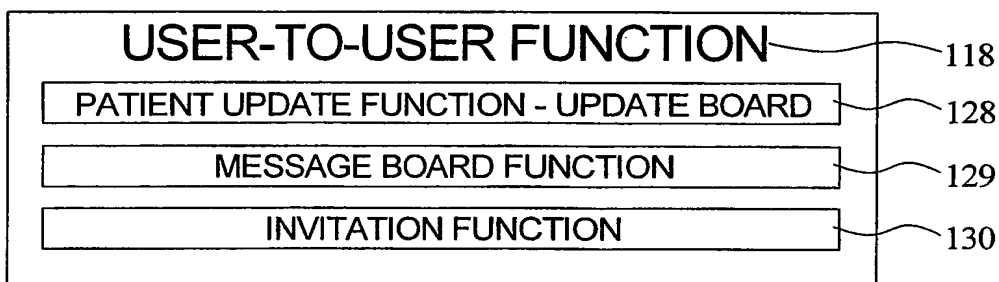 USER-TO-USER FUNCTION 118
PATIENT UPDATE FUNCTION - UPDATE BOARD 128
MESSAGE BOARD FUNCTION 129
INVITATION FUNCTION 130